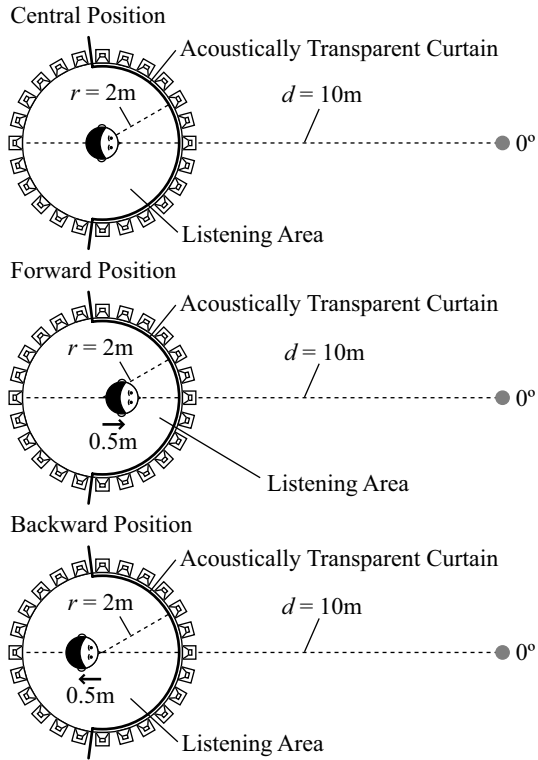 Central Position
Acoustically Transparent Curtain
r = 2m
d = 10m
0º
Listening Area
Forward Position
Acoustically Transparent Curtain
r = 2m
d = 10m
0º
0.5m
Listening Area
Backward Position
Acoustically Transparent Curtain
r = 2m
d = 10m
0º
0.5m
Listening Area